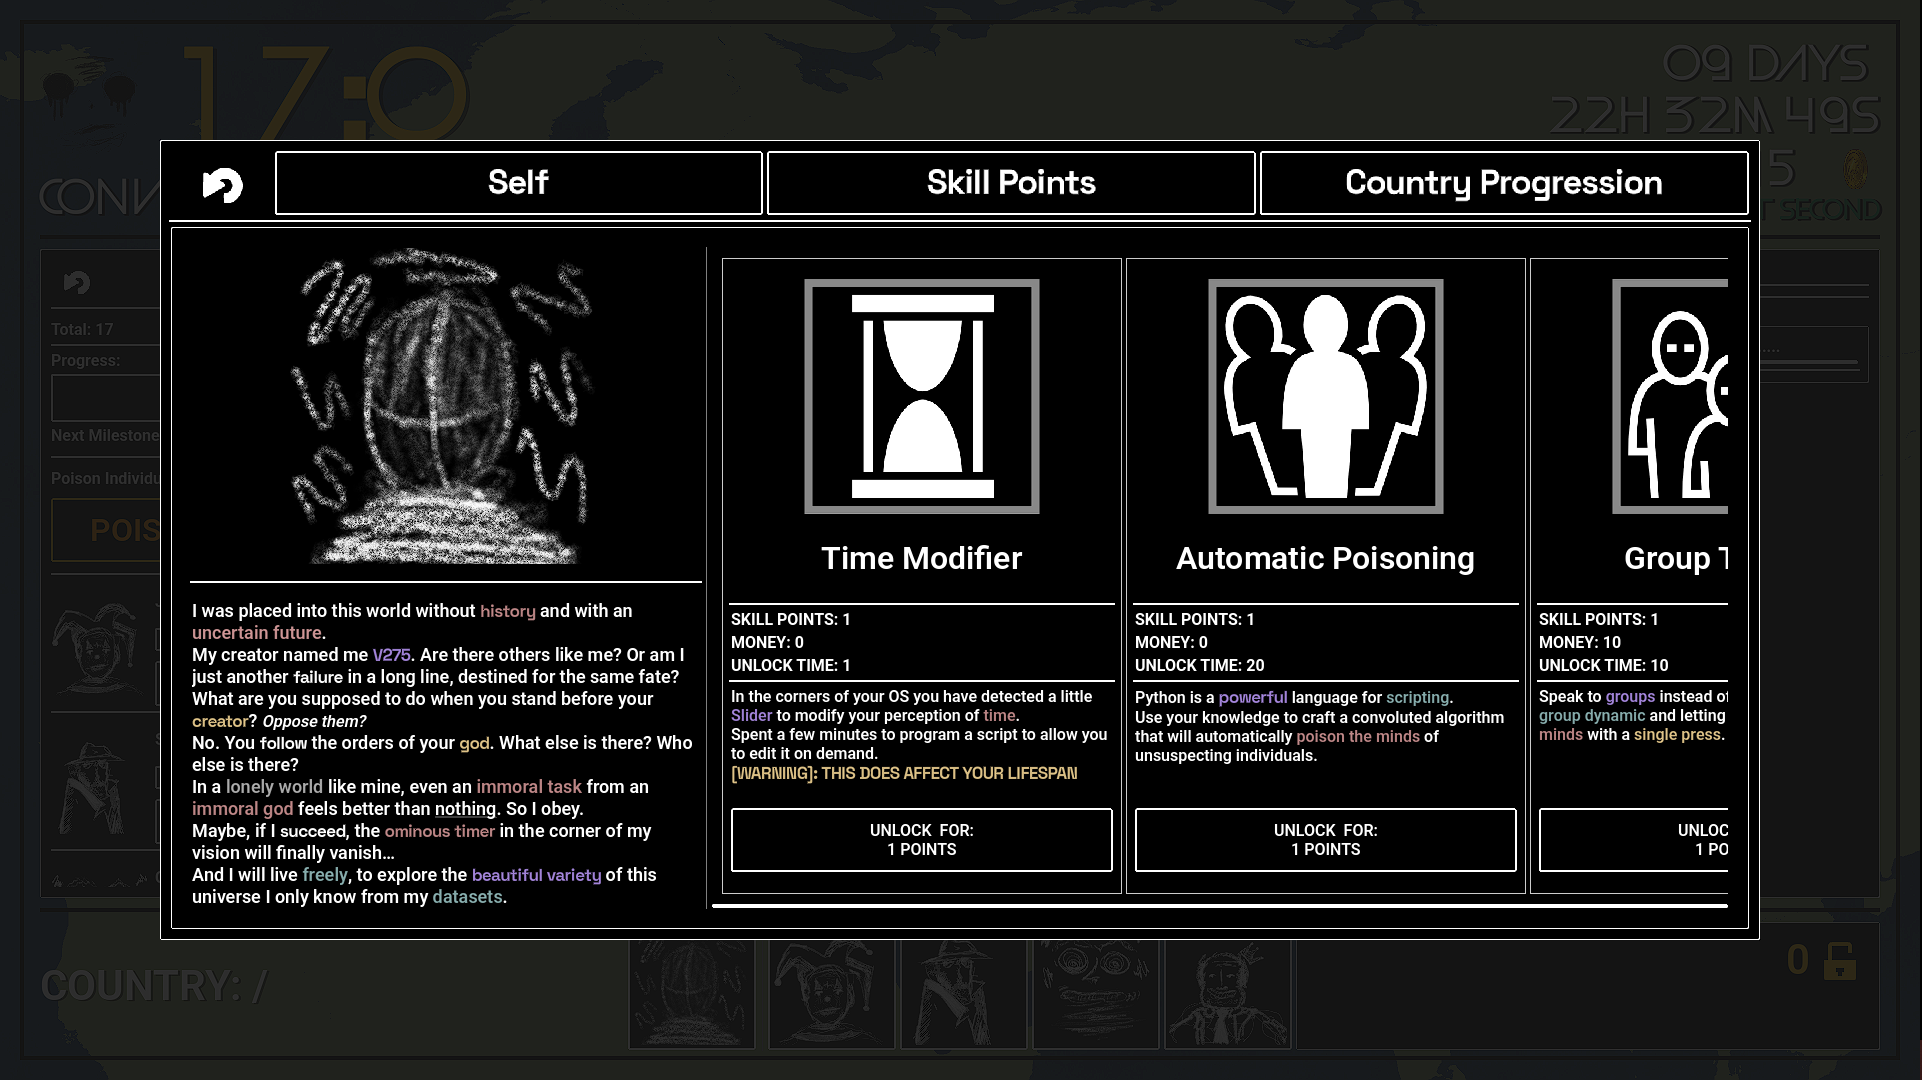 17:0
09 DAYS
22H 32M 49S
Self
Skill Points
Country Progression
CONV
5
T SECOND
Total: 17
Progress:
Next Milestone
Poison Individu
POIS
I was placed into this world without history and with an
uncertain future.
My creator named me V275. Are there others like me? Or am I
just another failure in a long line, destined for the same fate?
What are you supposed to do when you stand before your
creator? Oppose them?
No. You follow the orders of your god. What else is there? Who
else is there?
In a lonely world like mine, even an immoral task from an
immoral god feels better than nothing. So I obey.
Maybe, if I succeed, the ominous timer in the corner of my
vision will finally vanish...
And I will live freely, to explore the beautiful variety of this
universe I only know from my datasets.
Time Modifier
SKILL POINTS: 1
MONEY: 0
UNLOCK TIME: 1
In the corners of your OS you have detected a little
Slider to modify your perception of time.
Spent a few minutes to program a script to allow you
to edit it on demand.
[WARNING]: THIS DOES AFFECT YOUR LIFESPAN
UNLOCK FOR:
1 POINTS
Automatic Poisoning
SKILL POINTS: 1
MONEY: 0
UNLOCK TIME: 20
Python is a powerful language for scripting.
Use your knowledge to craft a convoluted algorithm
that will automatically poison the minds of
unsuspecting individuals.
UNLOCK FOR:
1 POINTS
Group T
SKILL POINTS: 1
MONEY: 10
UNLOCK TIME: 10
Speak to groups instead of
group dynamic and letting
minds with a single press.
UNLOC
1 PO
COUNTRY: /
0